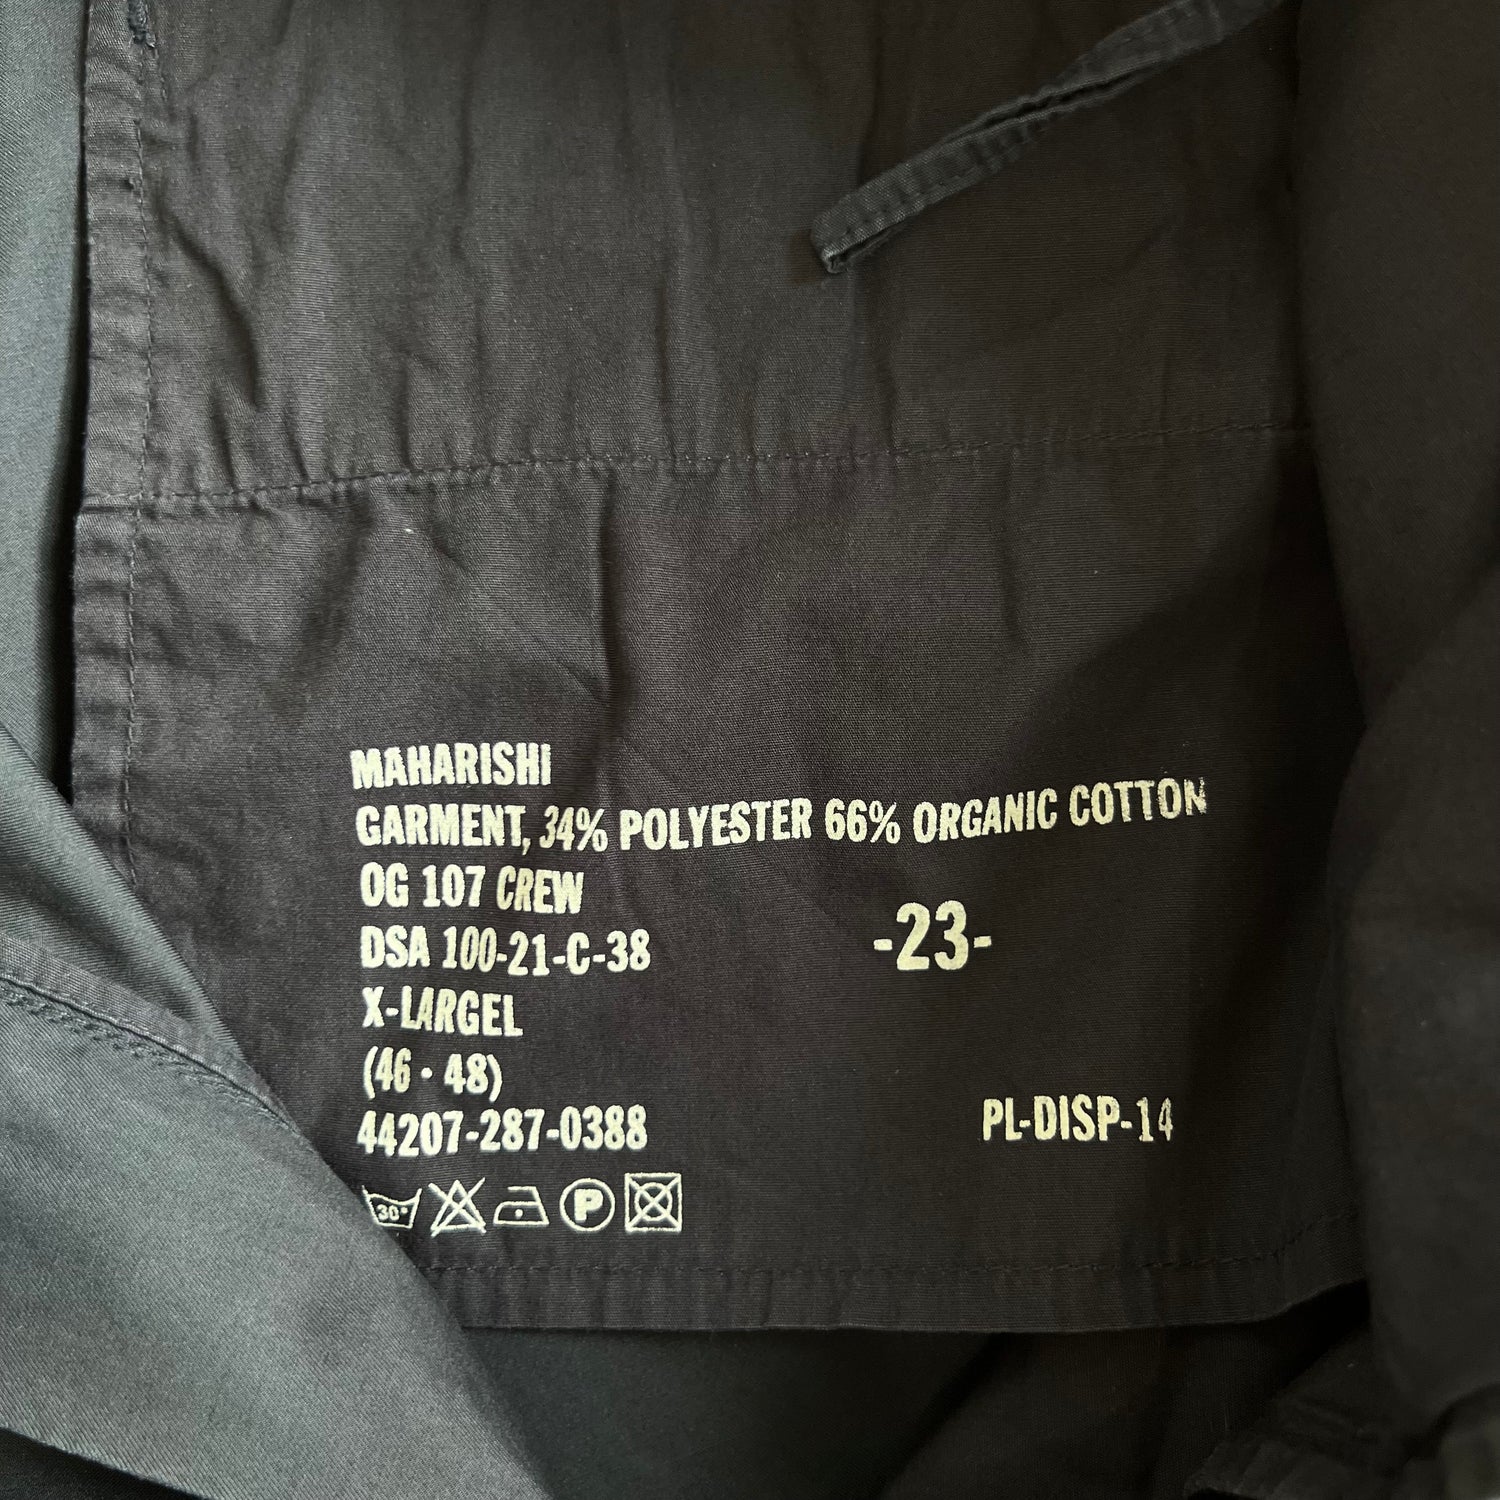 MAHARISHI
GARMENT, 34% POLYESTER 66% ORGANIC COTTON
OG 107 CREW
DSA 100-21-C-38
-23-
X-LARGEL
(46 · 48)
44207-287-0388
PL-DISP-14
30°
P